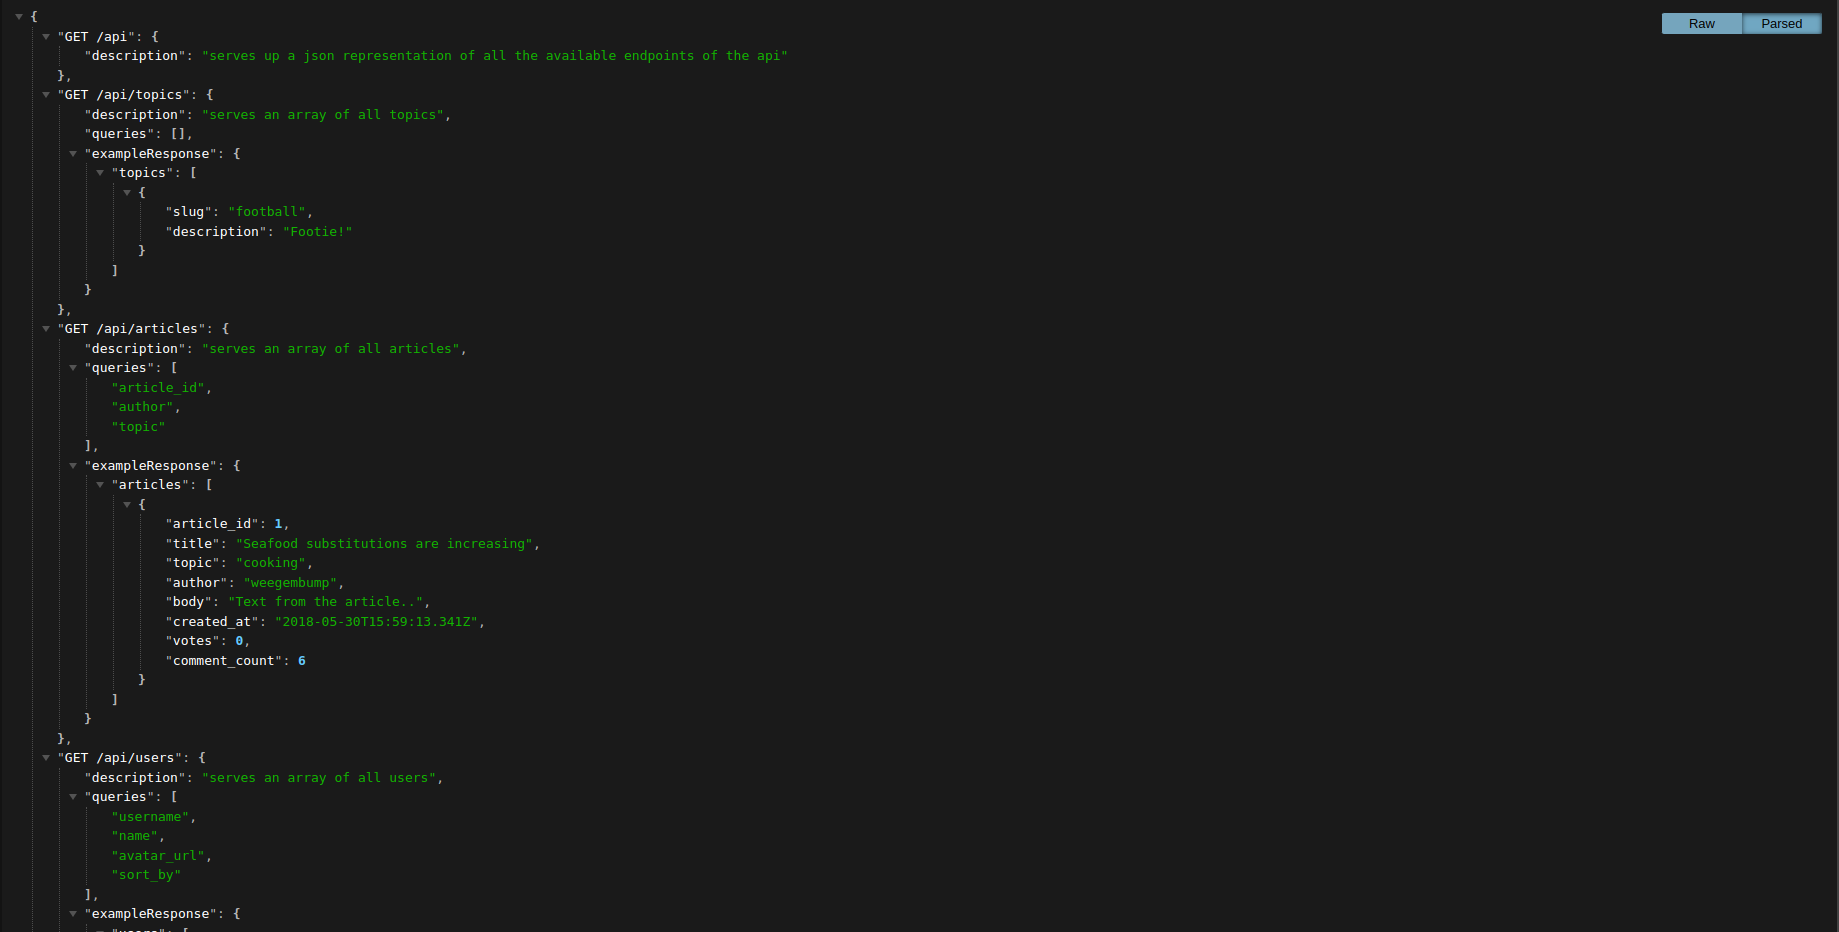 {
"GET /api": {
"description": "serves up a json representation of all the available endpoints of the api"
},
"GET /api/topics": {
"description": "serves an array of all topics",
"queries": [],
"exampleResponse": {
"topics": [
{
"slug": "football",
"description": "Footie!"
}
]
}
},
"GET /api/articles": {
"description": "serves an array of all articles",
"queries": [
"article_id",
"author",
"topic"
],
"exampleResponse": {
"articles": [
{
"article_id": 1,
"title": "Seafood substitutions are increasing",
"topic": "cooking",
"author": "weegembump",
"body": "Text from the article..",
"created_at": "2018-05-30T15:59:13.341Z",
"votes": 0,
"comment_count": 6
}
]
}
},
"GET /api/users": {
"description": "serves an array of all users",
"queries": [
"username",
"name",
"avatar_url",
"sort_by"
],
"exampleResponse": {
"users": [
Raw
Parsed